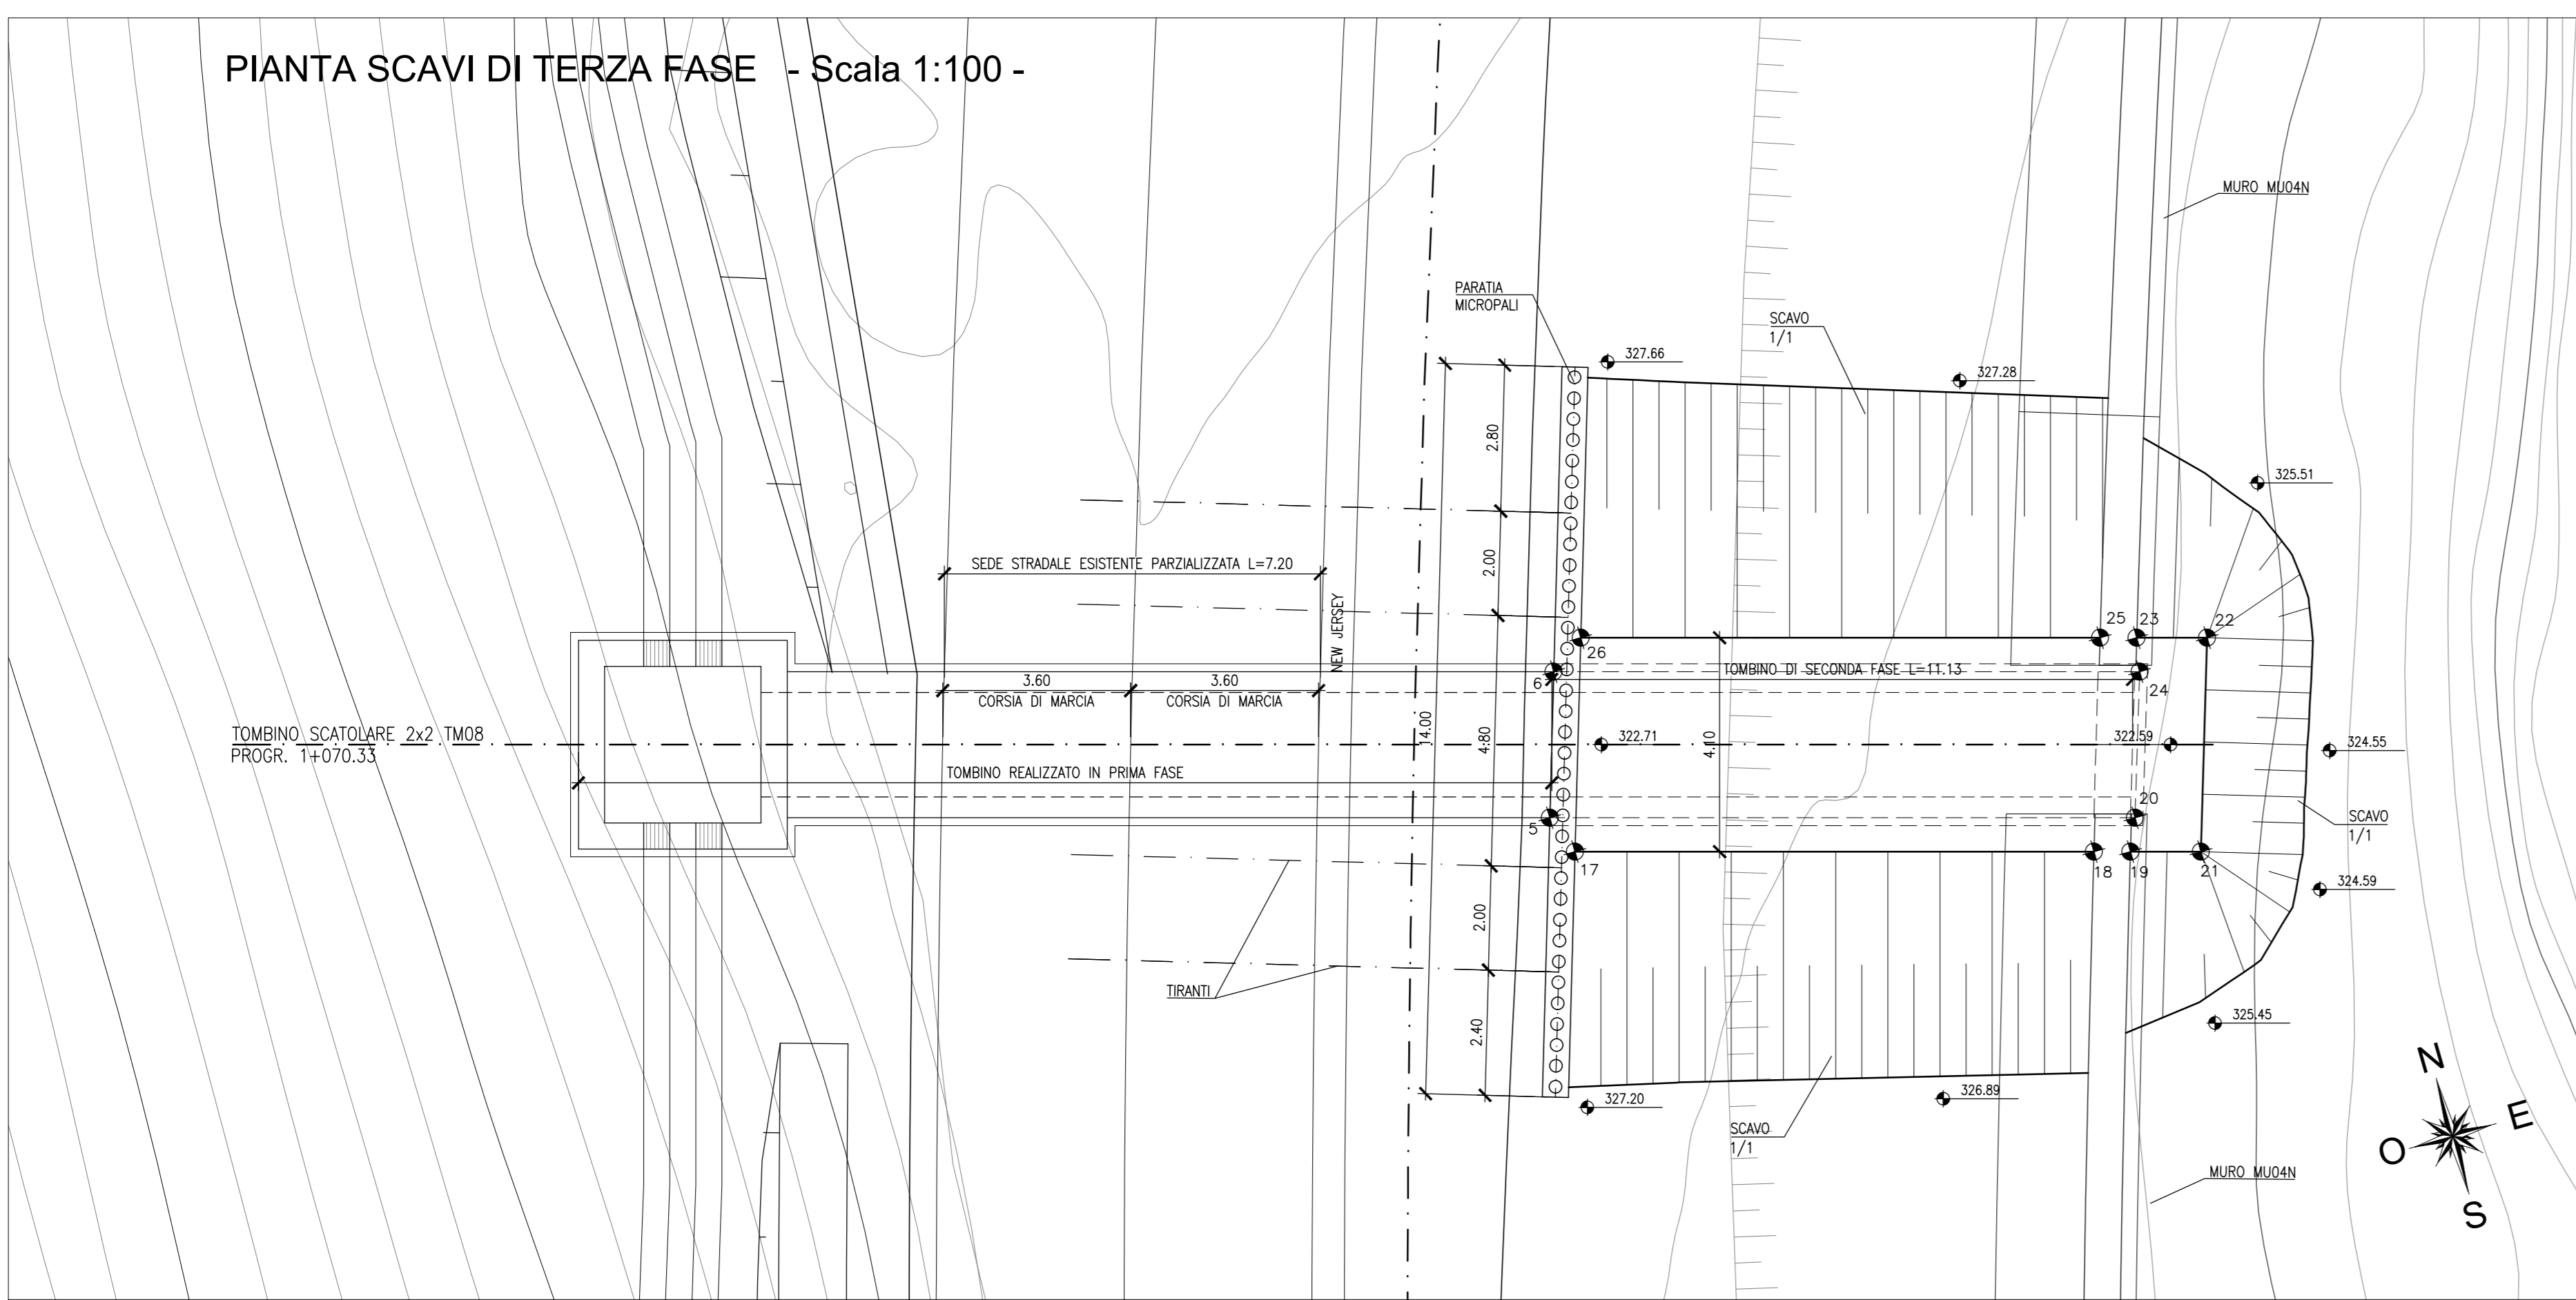 PIANTA SCAVI DI TERZA FASE - Scala 1:100 -
MURO MU04N
PARATIA
MICROPALI
SCAVO
1/1
327.66
327.28
2.80
325.51
2.00
SEDE STRADALE ESISTENTE PARZIALIZZATA L=7.20
NEW JERSEY
25
23
22
26
TOMBINO DI SECONDA FASE L=11.13
6
24
3.60
3.60
CORSIA DI MARCIA
CORSIA DI MARCIA
14.00
4.80
4.10
TOMBINO SCATOLARE 2x2 TM08
PROGR. 1+070.33
322.71
322.59
324.55
TOMBINO REALIZZATO IN PRIMA FASE
20
5
SCAVO
1/1
17
18
19
21
324.59
2.00
TIRANTI
2.40
325.45
327.20
326.89
SCAVO
1/1
MURO MU04N
N
E
O
S